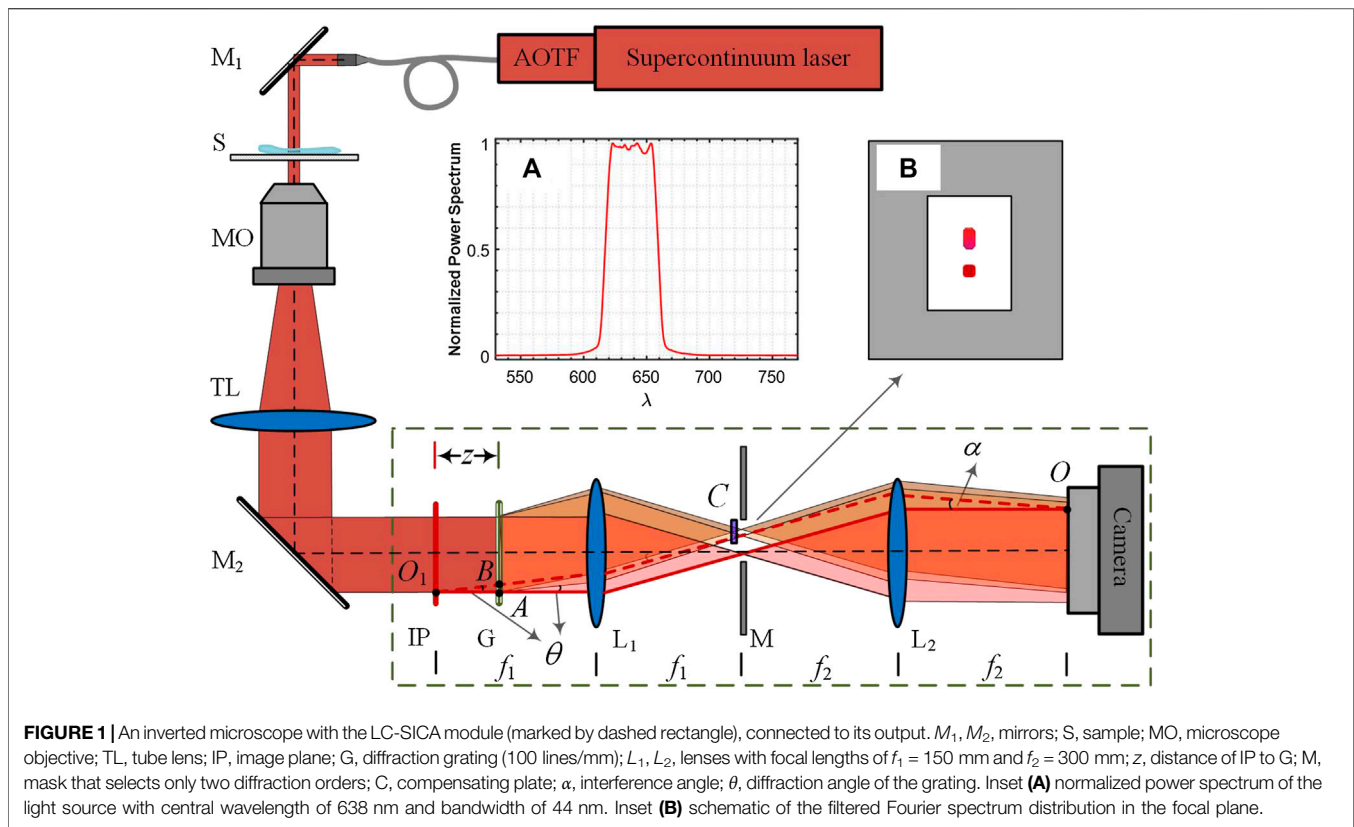 M₁
AOTF
Supercontinuum laser
S
MO
TL
M₂
A
Normalized Power Spectrum
1
0.5
0
550
600
650
700
750
λ
B
z
O₁
B
A
C
α
O
Camera
IP
G
θ
L₁
M
L₂
f₁
f₁
f₂
f₂
FIGURE 1 | An inverted microscope with the LC-SICA module (marked by dashed rectangle), connected to its output. M₁, M₂, mirrors; S, sample; MO, microscope
objective; TL, tube lens; IP, image plane; G, diffraction grating (100 lines/mm); L₁, L₂, lenses with focal lengths of f₁ = 150 mm and f₂ = 300 mm; z, distance of IP to G; M,
mask that selects only two diffraction orders; C, compensating plate; α, interference angle; θ, diffraction angle of the grating. Inset (A) normalized power spectrum of the
light source with central wavelength of 638 nm and bandwidth of 44 nm. Inset (B) schematic of the filtered Fourier spectrum distribution in the focal plane.